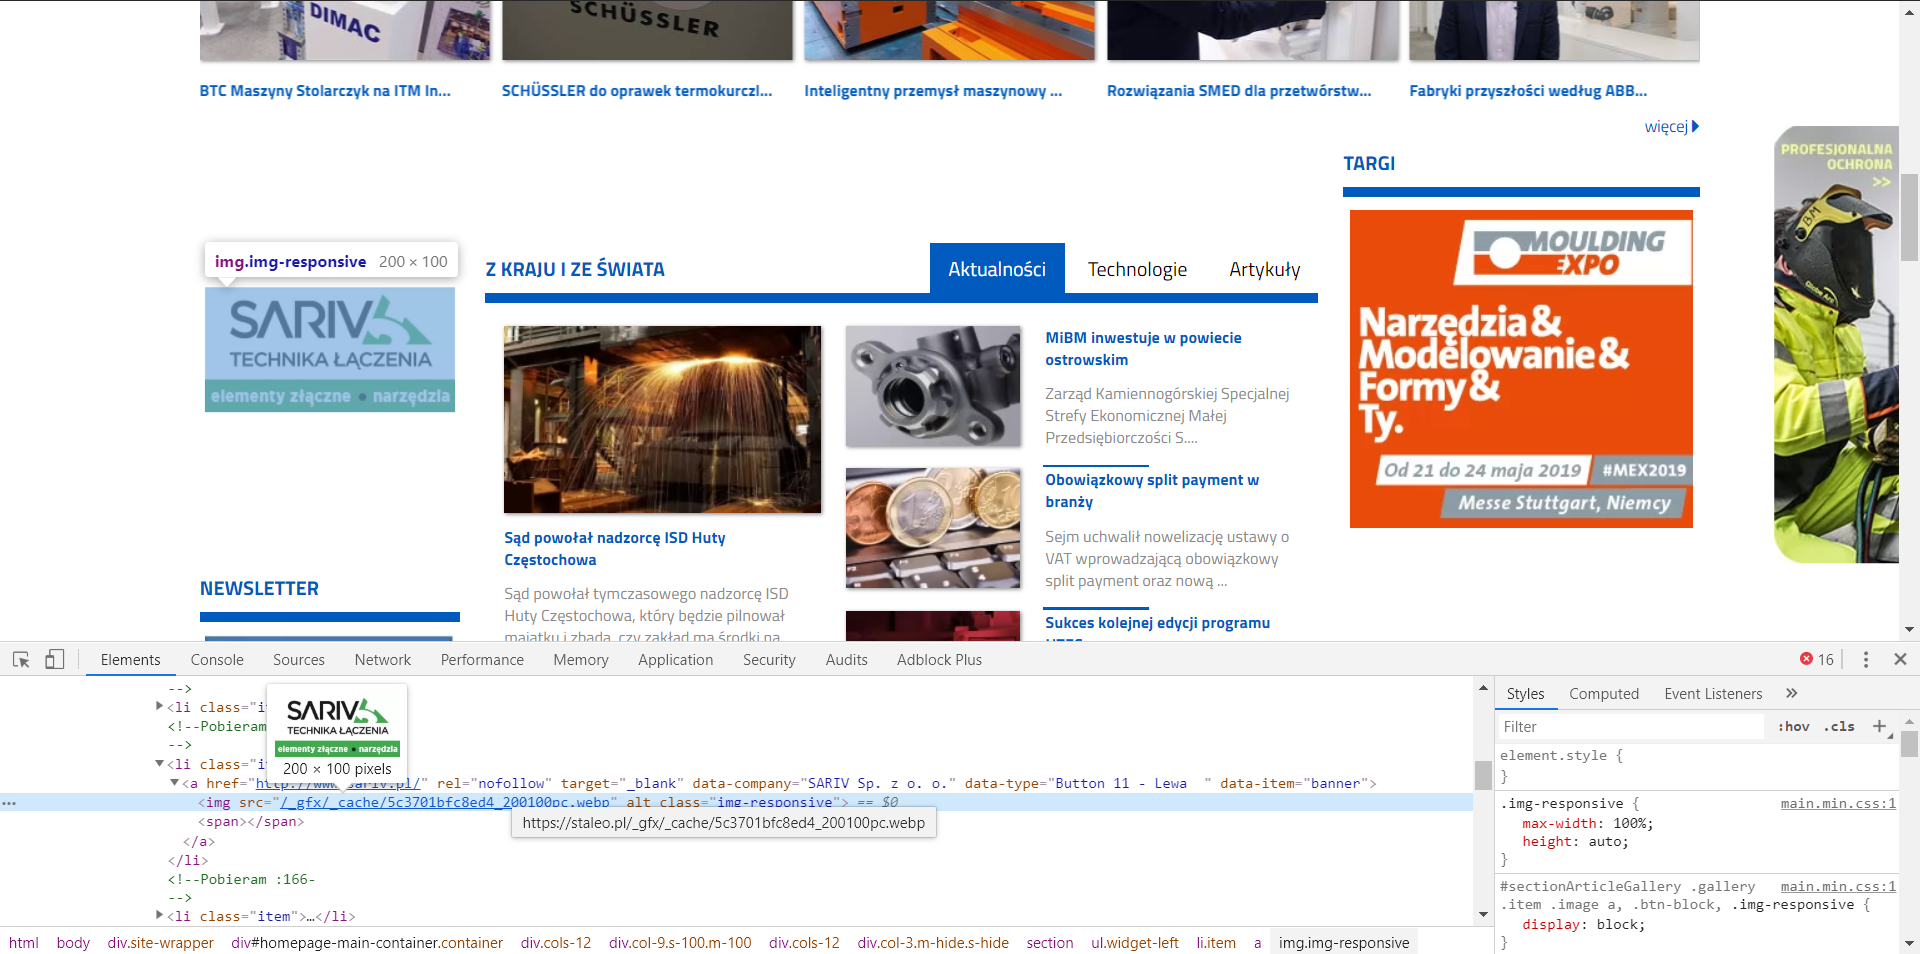 DIMAC
SCHÜSSLER
BTC Maszyny Stolarczyk na ITM In...
SCHÜSSLER do oprawek termokurczl...
Inteligentny przemysł maszynowy ...
Rozwiązania SMED dla przetwórstw...
Fabryki przyszłości według ABB...
więcej
TARGI
PROFESJONALNA
OCHRONA
>>
img.img-responsive 200 × 100
SARIV
TECHNIKA ŁĄCZENIA
elementy złączne • narzędzia
Z KRAJU I ZE ŚWIATA
Aktualności
Technologie
Artykuły
MOULDING
EXPO
Narzędzia&
Modelowanie&
Formy&
Ty.
Od 21 do 24 maja 2019
#MEX2019
Messe Stuttgart, Niemcy
MiBM inwestuje w powiecie
ostrowskim
Zarząd Kamiennogórskiej Specjalnej
Strefy Ekonomicznej Małej
Przedsiębiorczości S....
Obowiązkowy split payment w
branży
Sejm uchwalił nowelizację ustawy o
VAT wprowadzającą obowiązkowy
split payment oraz nową ...
Sukces kolejnej edycji programu
Sąd powołał nadzorcę ISD Huty
Częstochowa
Sąd powołał tymczasowego nadzorcę ISD
Huty Częstochowa, który będzie pilnował
majątku i zbada, czy zakład ma środki na
NEWSLETTER
Elements
Console
Sources
Network
Performance
Memory
Application
Security
Audits
Adblock Plus
16
-->
<li class="i
<!--Pobieram
-->
<li class="i
SARIV
TECHNIKA ŁĄCZENIA
elementy złączne • narzędzia
200 × 100 pixels
<a href="http://www.sariv.pl/" rel="nofollow" target="_blank" data-company="SARIV Sp. z o. o." data-type="Button 11 - Lewa  " data-item="banner">
... <img src="/_gfx/_cache/5c3701bfc8ed4_200100pc.webp" alt class="img-responsive"> == $0
https://staleo.pl/_gfx/_cache/5c3701bfc8ed4_200100pc.webp
<span></span>
</a>
</li>
<!--Pobieram :166-
-->
<li class="item">…</li>
html body div.site-wrapper div#homepage-main-container.container div.cols-12 div.col-9.s-100.m-100 div.cols-12 div.col-3.m-hide.s-hide section ul.widget-left li.item a img.img-responsive
Styles
Computed
Event Listeners
»
Filter
:hov .cls +
element.style {
}
.img-responsive { main.min.css:1
max-width: 100%;
height: auto;
}
#sectionArticleGallery .gallery main.min.css:1
.item .image a, .btn-block, .img-responsive {
display: block;
}